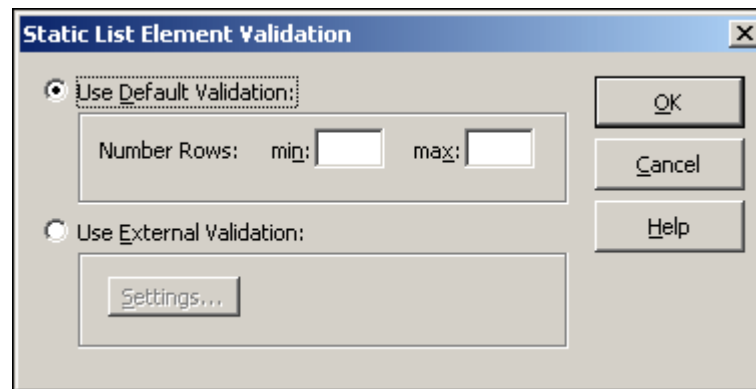 Static List Element Validation
Use Default Validation:
Number Rows: min: max:
OK
Cancel
Help
Use External Validation:
Settings...